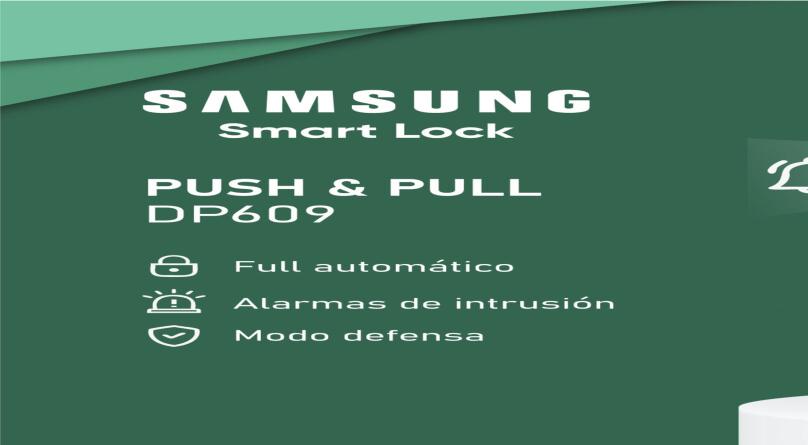 SAMSUNG
Smart Lock
PUSH & PULL
DP609
Full automático
Alarmas de intrusión
Modo defensa